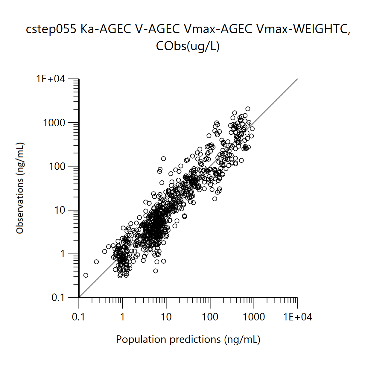 cstep055 Ka-AGEC V-AGEC Vmax-AGEC Vmax-WEIGHTC,
CObs(ug/L)
1E+04
1000
100
10
1
0.1
Observations (ng/mL)
0.1 1 10 100 1000 1E+04
Population predictions (ng/mL)